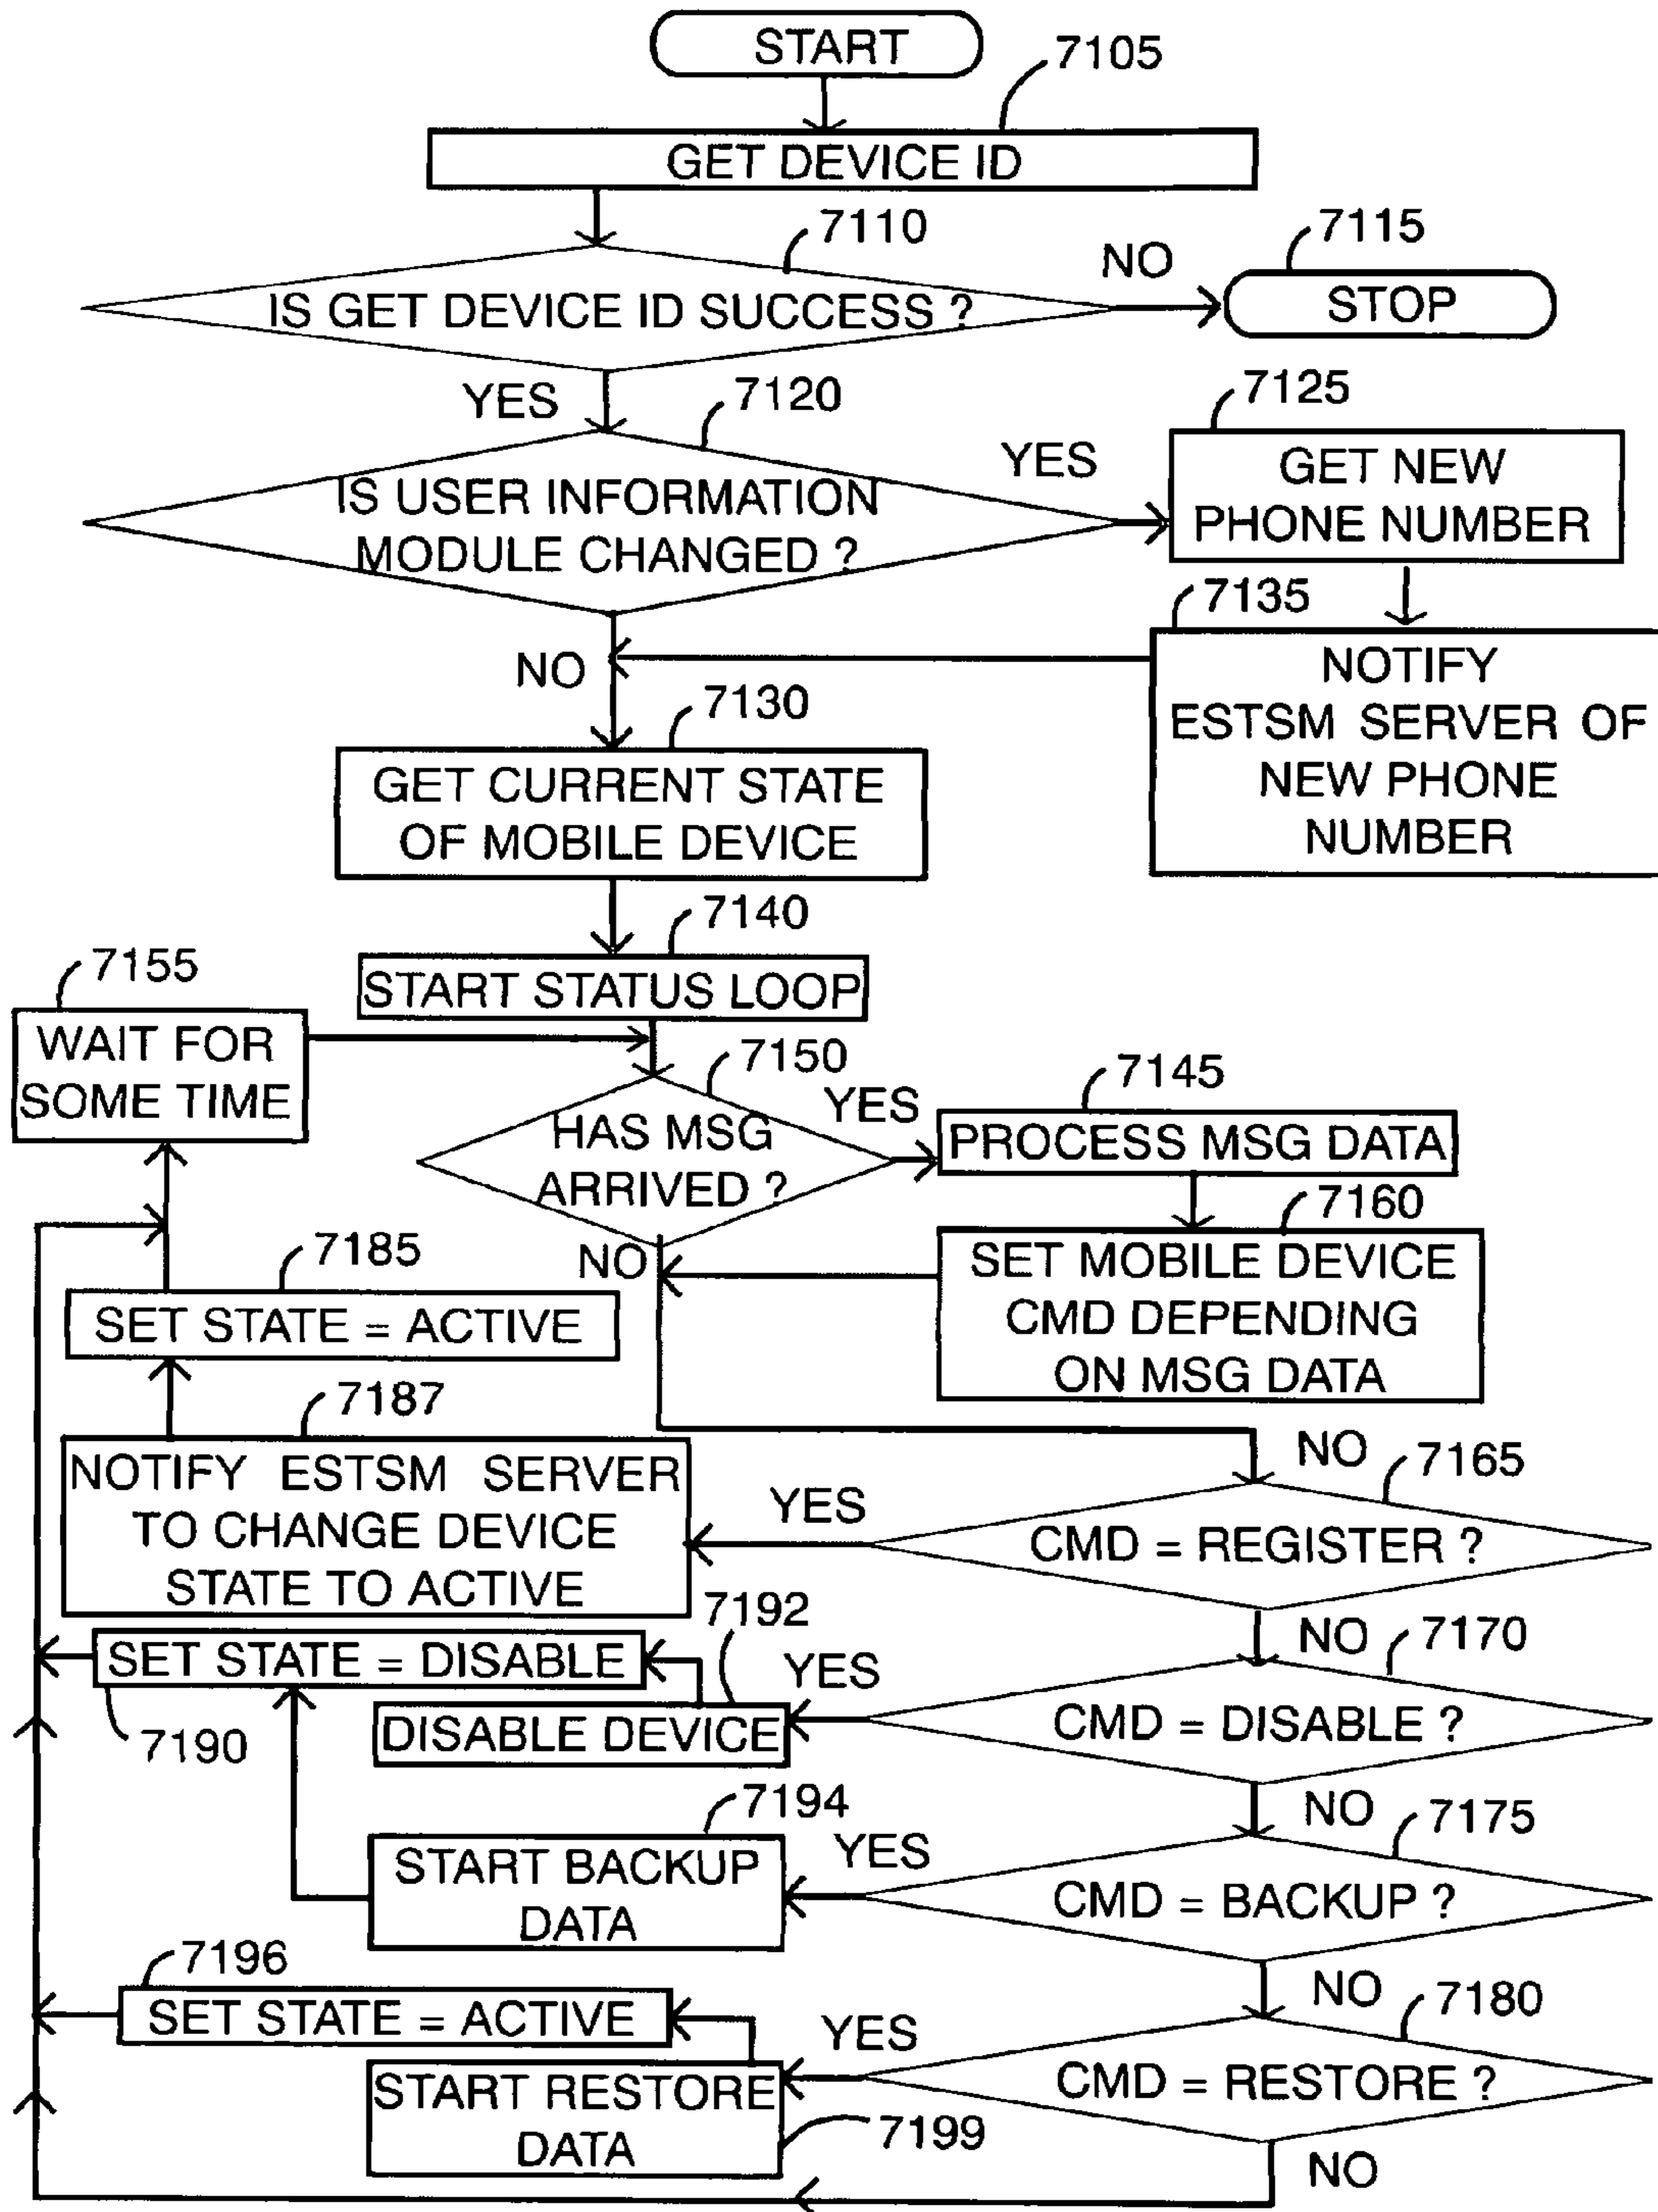 START
7105
GET DEVICE ID
7110
IS GET DEVICE ID SUCCESS ?
NO
7115
STOP
YES
7120
IS USER INFORMATION
MODULE CHANGED ?
YES
7125
GET NEW
PHONE NUMBER
7135
NOTIFY
ESTSM SERVER OF
NEW PHONE
NUMBER
NO
7130
GET CURRENT STATE
OF MOBILE DEVICE
7140
START STATUS LOOP
7155
WAIT FOR
SOME TIME
7150
HAS MSG
ARRIVED ?
YES
7145
PROCESS MSG DATA
7160
SET MOBILE DEVICE
CMD DEPENDING
ON MSG DATA
NO
7185
SET STATE = ACTIVE
7187
NOTIFY ESTSM SERVER
TO CHANGE DEVICE
STATE TO ACTIVE
NO
7165
CMD = REGISTER ?
YES
7192
SET STATE = DISABLE
7190
DISABLE DEVICE
YES
NO
7170
CMD = DISABLE ?
7194
START BACKUP
DATA
YES
NO
7175
CMD = BACKUP ?
7196
SET STATE = ACTIVE
START RESTORE
DATA
7199
YES
NO
7180
CMD = RESTORE ?
NO